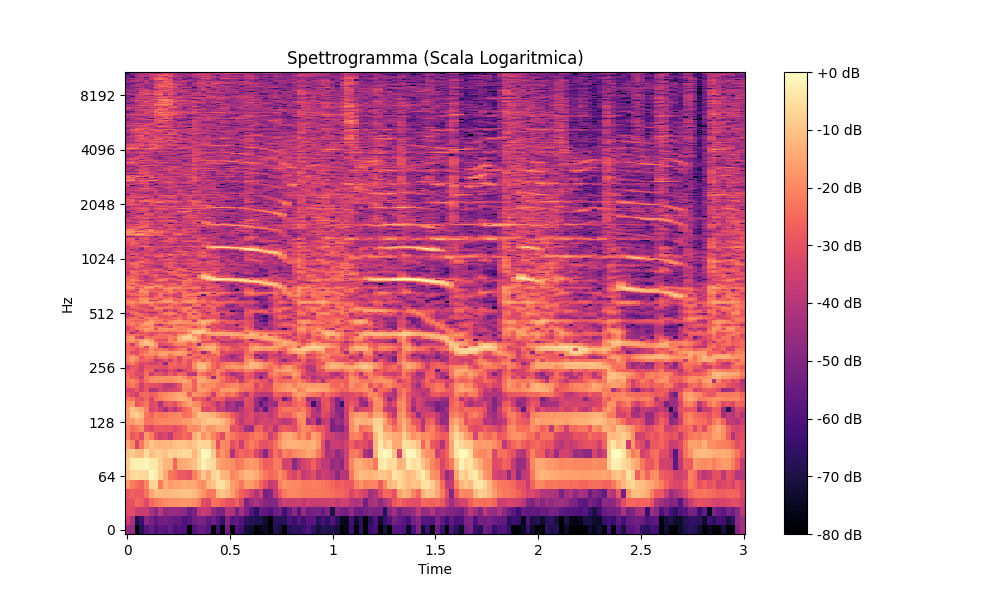 Spettrogramma (Scala Logaritmica)
Hz
8192
4096
2048
1024
512
256
128
64
0
0
0.5
1
1.5
2
2.5
3
Time
+0 dB
-10 dB
-20 dB
-30 dB
-40 dB
-50 dB
-60 dB
-70 dB
-80 dB